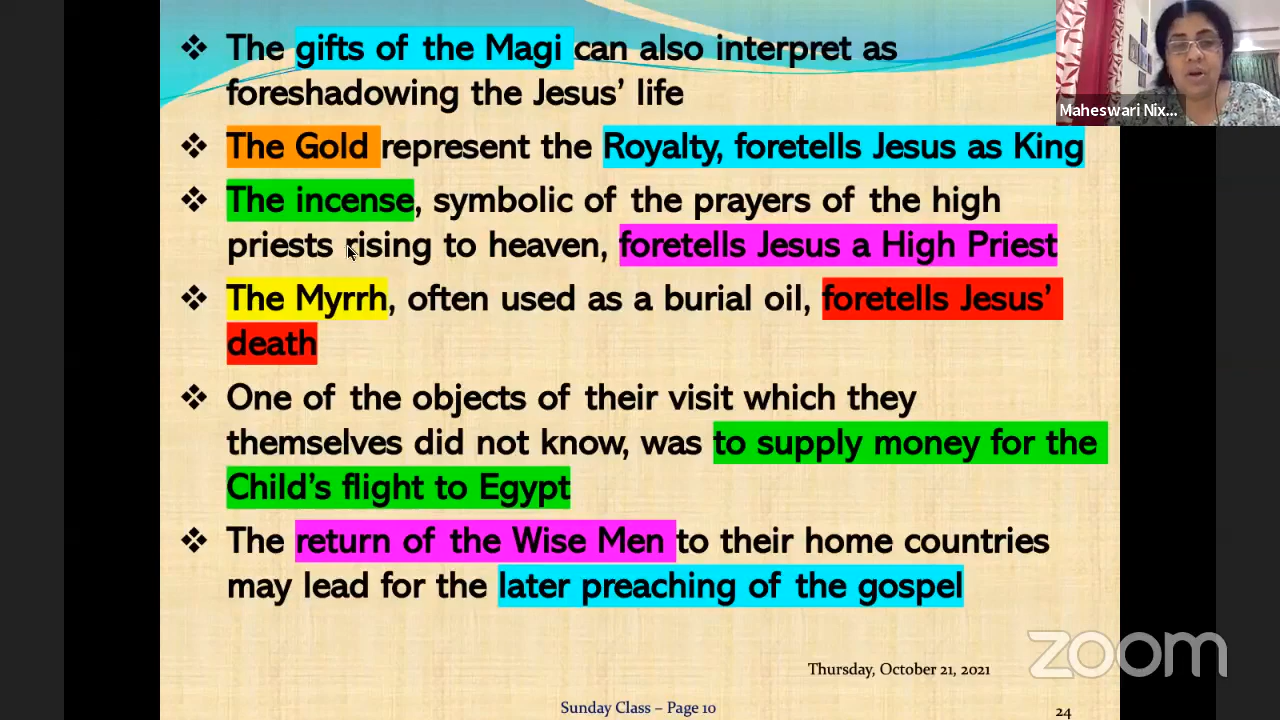 ❖ The gifts of the Magi can also interpret as
foreshadowing the Jesus' life
❖ The Gold represent the Royalty, foretells Jesus as King
❖ The incense, symbolic of the prayers of the high
priests rising to heaven, foretells Jesus a High Priest
❖ The Myrrh, often used as a burial oil, foretells Jesus'
death
❖ One of the objects of their visit which they
themselves did not know, was to supply money for the
Child's flight to Egypt
❖ The return of the Wise Men to their home countries
may lead for the later preaching of the gospel
Maheswari Nix...
zoom
Thursday, October 21, 2021
Sunday Class – Page 10
24